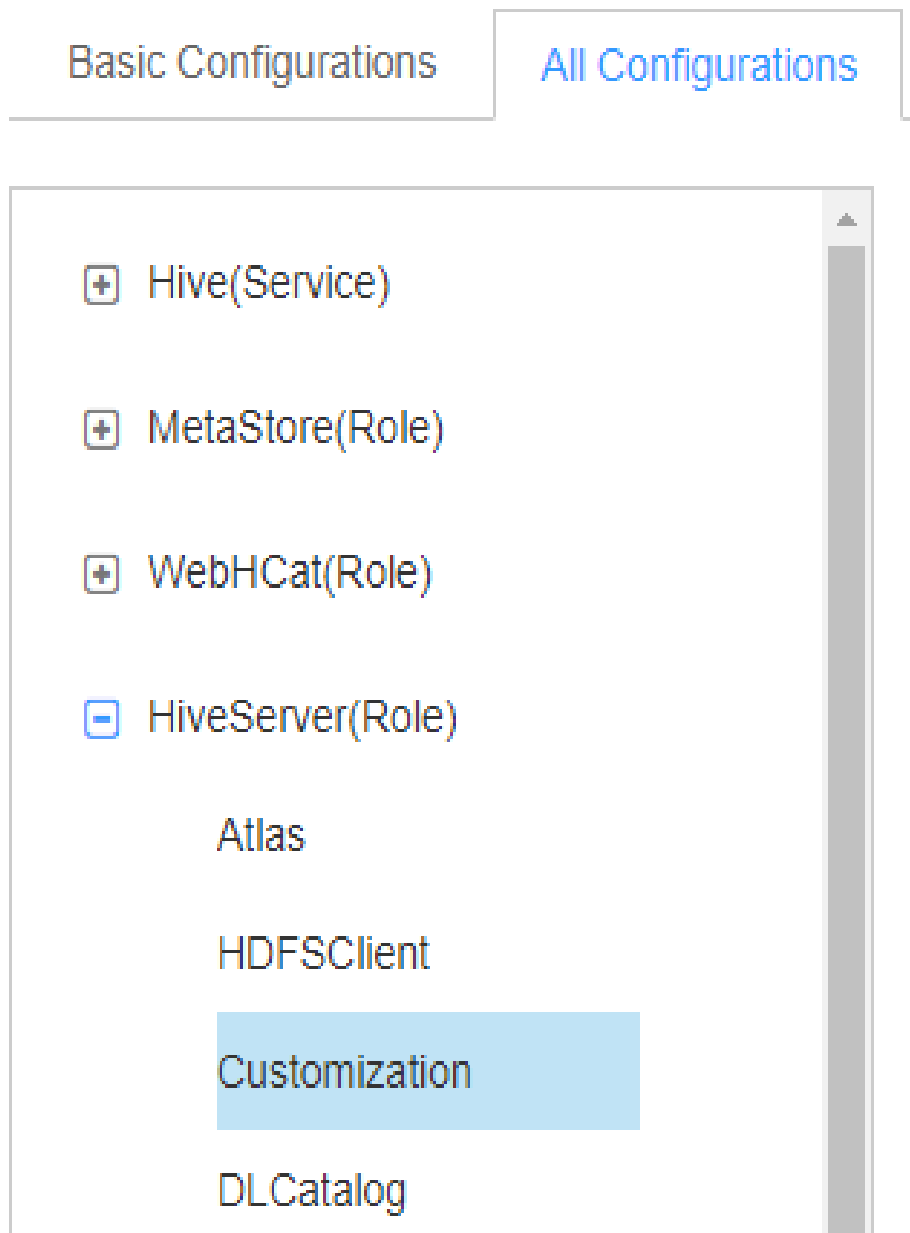 Basic Configurations All Configurations
Hive(Service)
MetaStore(Role)
WebHCat(Role)
HiveServer(Role)
Atlas
HDFSClient
Customization
DLCatalog